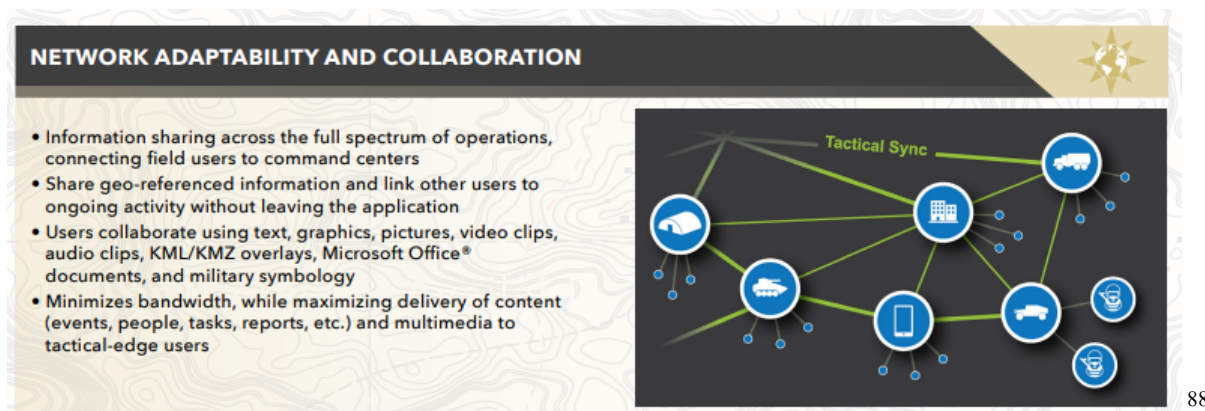 NETWORK ADAPTABILITY AND COLLABORATION
• Information sharing across the full spectrum of operations,
connecting field users to command centers
• Share geo-referenced information and link other users to
ongoing activity without leaving the application
• Users collaborate using text, graphics, pictures, video clips,
audio clips, KML/KMZ overlays, Microsoft Office®
documents, and military symbology
• Minimizes bandwidth, while maximizing delivery of content
(events, people, tasks, reports, etc.) and multimedia to
tactical-edge users
Tactical Sync
88